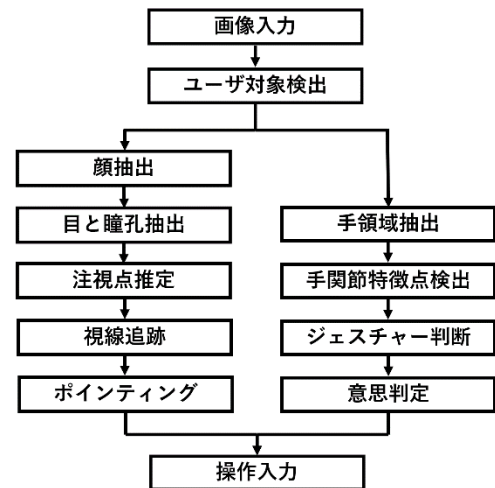 画像入力
ユーザ対象検出
顔抽出
目と瞳孔抽出
注視点推定
視線追跡
ポインティング
手領域抽出
手関節特徴点検出
ジェスチャー判断
意思判定
操作入力